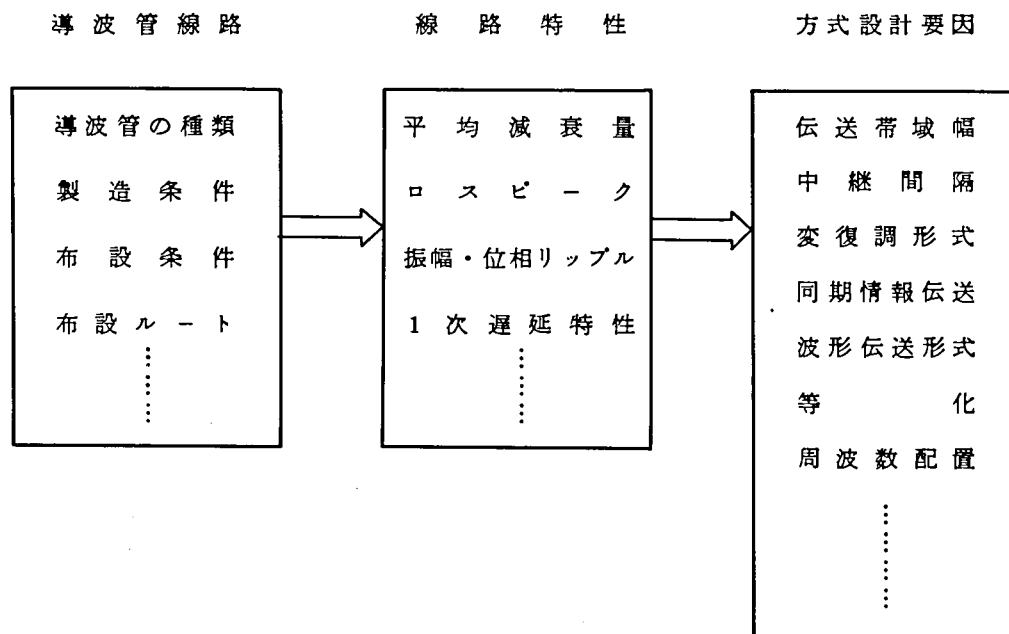 導波管線路
線路特性
方式設計要因
導波管の種類
製造条件
布設条件
布設ルート
平均減衰量
ロスピーク
振幅・位相リップル
1次遅延特性
伝送帯域幅
中継間隔
変復調形式
同期情報伝送
波形伝送形式
等化
周波数配置